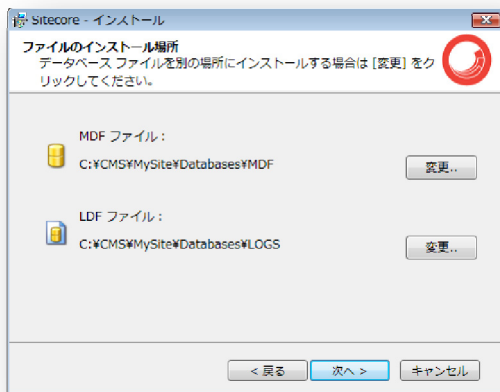 Sitecore - インストール
ファイルのインストール場所
データベース ファイルを別の場所にインストールする場合は [変更] をク
リックしてください。
MDF ファイル :
C:¥CMS¥MySite¥Databases¥MDF
変更..
LDF ファイル :
C:¥CMS¥MySite¥Databases¥LOGS
変更..
< 戻る
次へ >
キャンセル